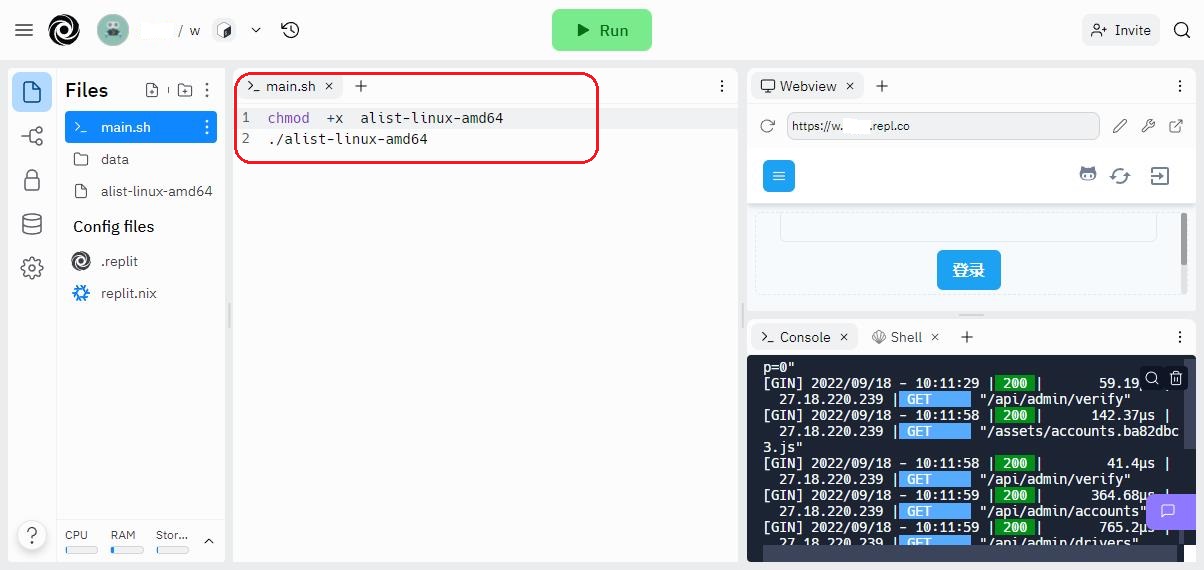 / w
Run
Invite
Files
main.sh
data
alist-linux-amd64
Config files
.replit
replit.nix
?
CPU RAM Stor...
main.sh
1 chmod  +x  alist-linux-amd64
2 ./alist-linux-amd64
Webview
https://w. .repl.co
登录
Console
Shell
p=0"
[GIN] 2022/09/18 - 10:11:29 | 200 | 59.19
27.18.220.239 | GET "/api/admin/verify"
[GIN] 2022/09/18 - 10:11:58 | 200 | 142.37µs |
27.18.220.239 | GET "/assets/accounts.ba82dbc
3.js"
[GIN] 2022/09/18 - 10:11:58 | 200 | 41.4µs |
27.18.220.239 | GET "/api/admin/verify"
[GIN] 2022/09/18 - 10:11:59 | 200 | 364.68µs
27.18.220.239 | GET "/api/admin/accounts"
[GIN] 2022/09/18 - 10:11:59 | 200 | 765.2µs
27.18.220.239 | GET "/api/admin/drivers"